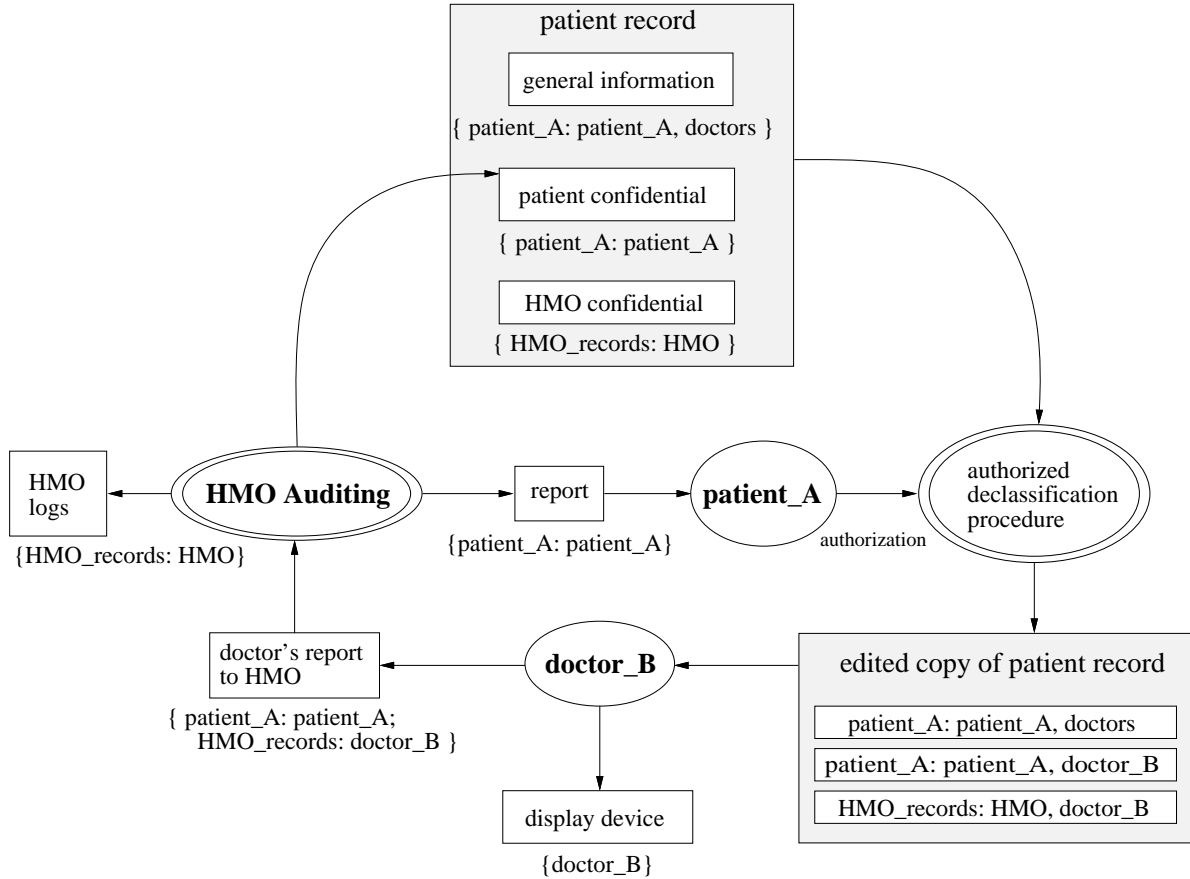 patient record
general information
{ patient_A: patient_A, doctors }
patient confidential
{ patient_A: patient_A }
HMO confidential
{ HMO_records: HMO }
HMO
logs
{HMO_records: HMO}
HMO Auditing
report
{patient_A: patient_A}
patient_A
authorization
authorized
declassification
procedure
doctor's report
to HMO
{ patient_A: patient_A;
HMO_records: doctor_B }
doctor_B
display device
{doctor_B}
edited copy of patient record
patient_A: patient_A, doctors
patient_A: patient_A, doctor_B
HMO_records: HMO, doctor_B